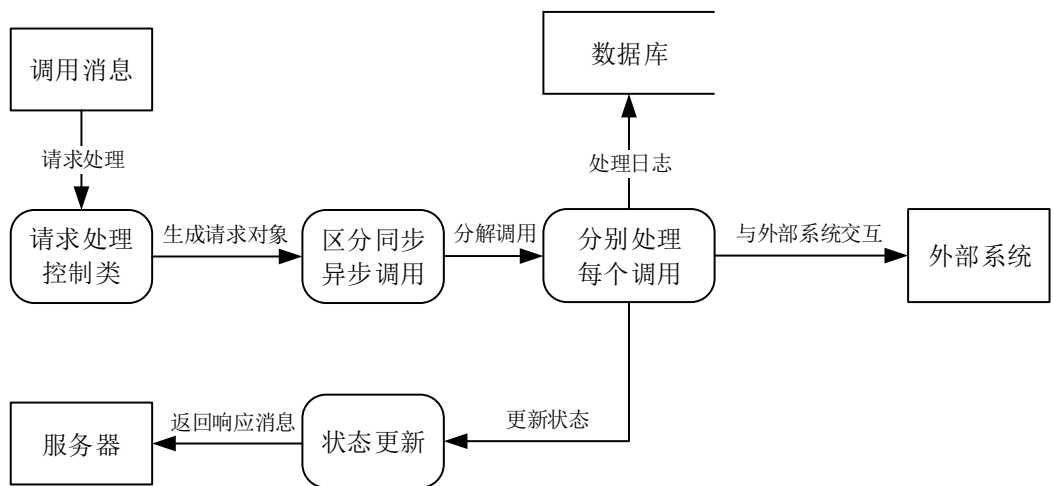 调用消息
数据库
请求处理
处理日志
请求处理
控制类
生成请求对象
区分同步
异步调用
分解调用
分别处理
每个调用
与外部系统交互
外部系统
服务器
返回响应消息
状态更新
更新状态